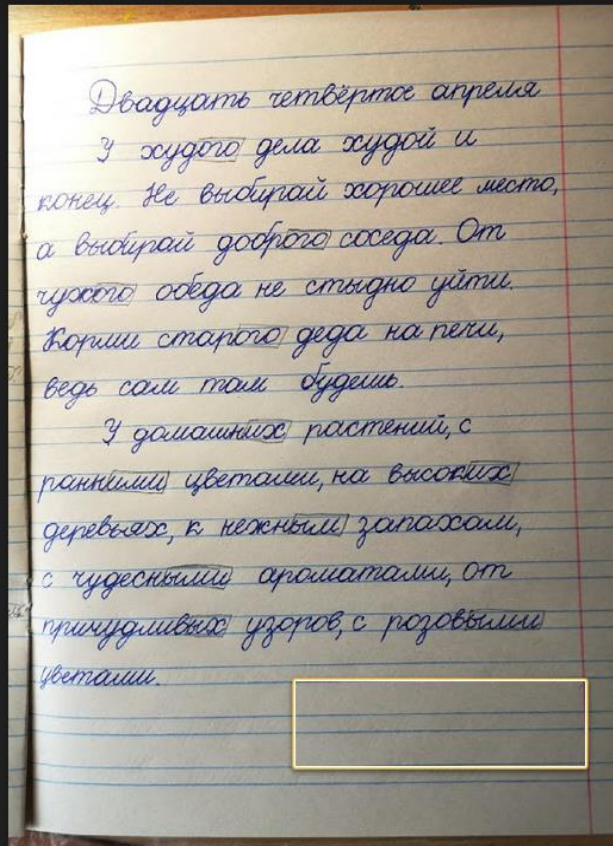 Двадцать четвёртое апреля
У худого дела худой и
конец. Не выбирай хорошее место,
а выбирай доброго соседа. От
чужого обеда не стыдно уйти.
Корми старого деда на печи,
ведь сам там будешь.
У домашних растений, с
ранними цветами, на высоких
деревьях, к нежным запахам,
с чудесными ароматами, от
причудливых узоров, с розовыми
цветами.